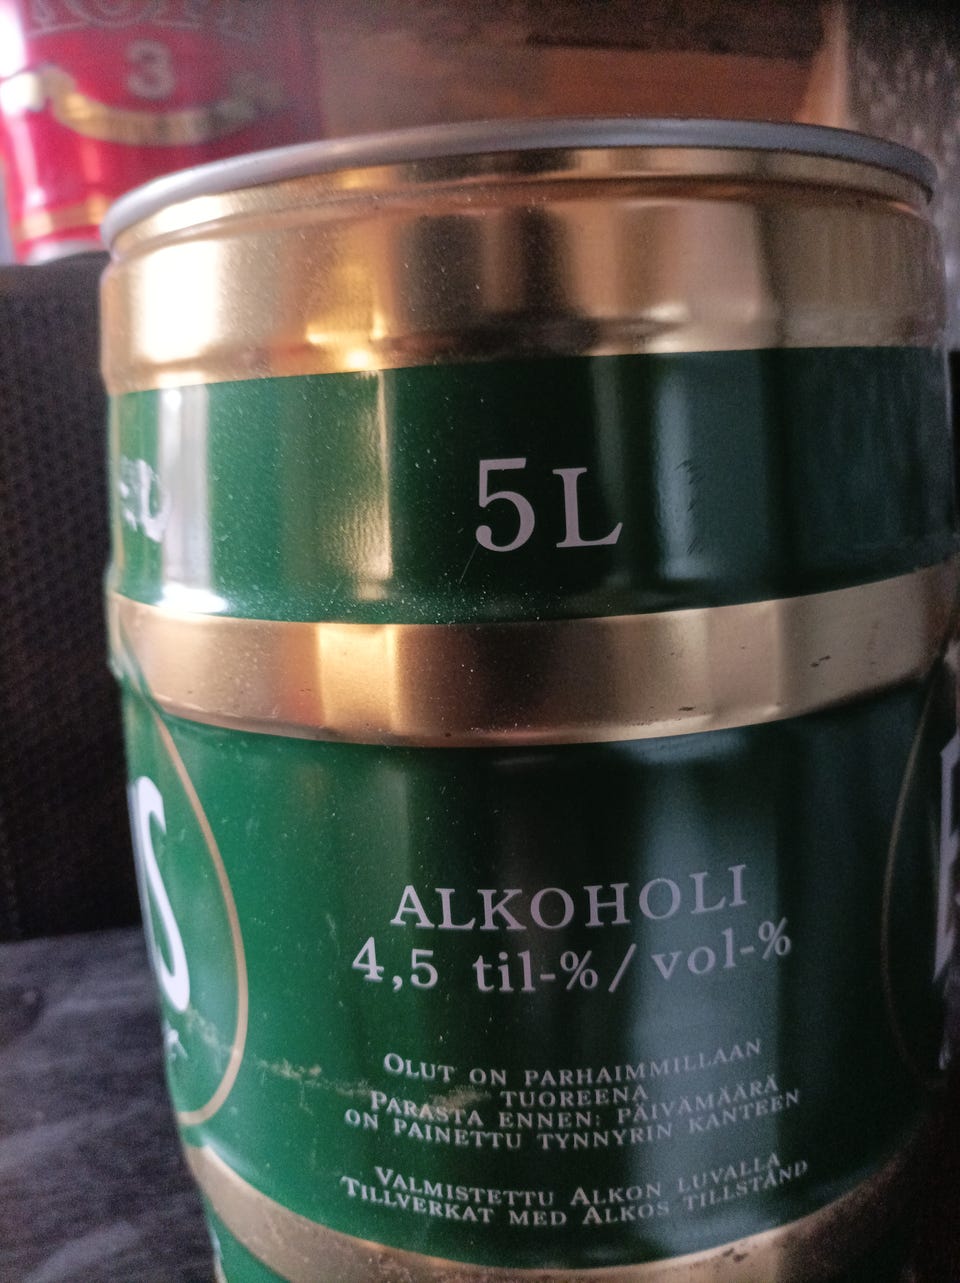 3
5L
ALKOHOLI
4,5 til-%/vol-%
OLUT ON PARHAIMMILLAAN
TUOREENA
PARASTA ENNEN: PÄIVÄMÄÄRÄ
ON PAINETTU TYNNYRIN KANTEEN
VALMISTETTU ALKON LUVALLA
TILLVERKAT MED ALKOS TILLSTÅND